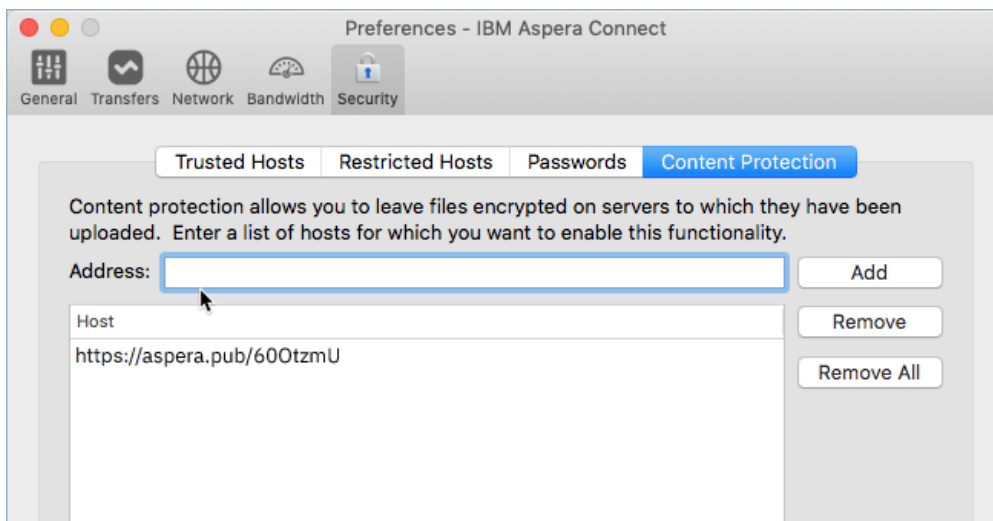 Preferences - IBM Aspera Connect
General Transfers Network Bandwidth Security
Trusted Hosts Restricted Hosts Passwords Content Protection
Content protection allows you to leave files encrypted on servers to which they have been
uploaded. Enter a list of hosts for which you want to enable this functionality.
Address: Add
Host Remove
https://aspera.pub/60OtzmU
Remove All